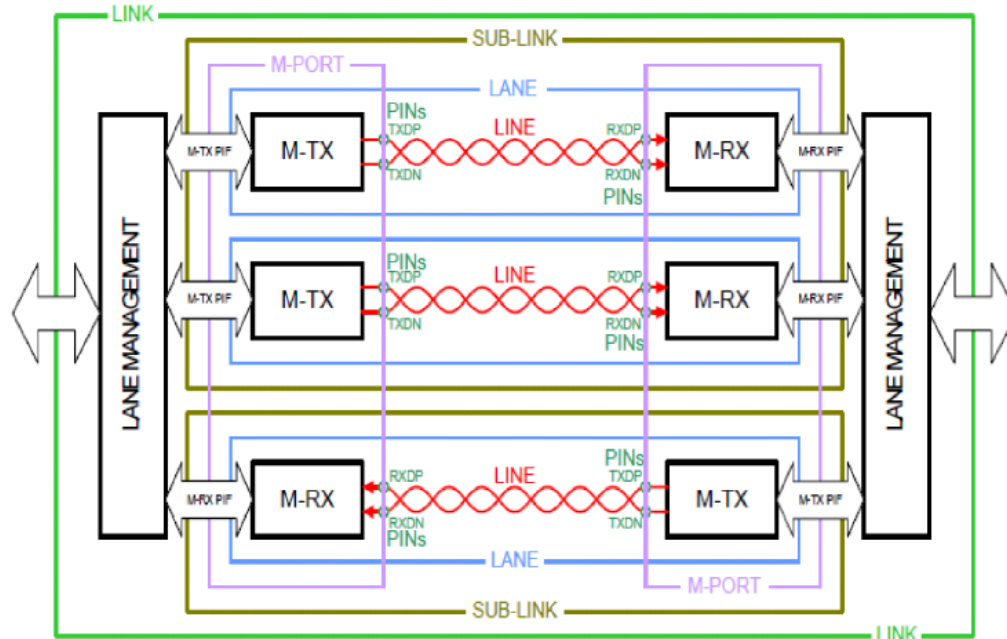 LINK
SUB-LINK
M-PORT
LANE
PINs
TXDP
LINE
RXDP
M-TX PIF
M-TX
M-RX
M-RX PIF
TXDN
RXDN
PINs
PINs
TXDP
LINE
RXDP
M-TX PIF
M-TX
M-RX
M-RX PIF
TXDN
RXDN
PINs
LANE MANAGEMENT
LANE MANAGEMENT
PINs
RXDP
LINE
TXDP
M-RX PIF
M-RX
M-TX
M-TX PIF
RXDN
TXDN
PINs
LANE
M-PORT
SUB-LINK
LINK